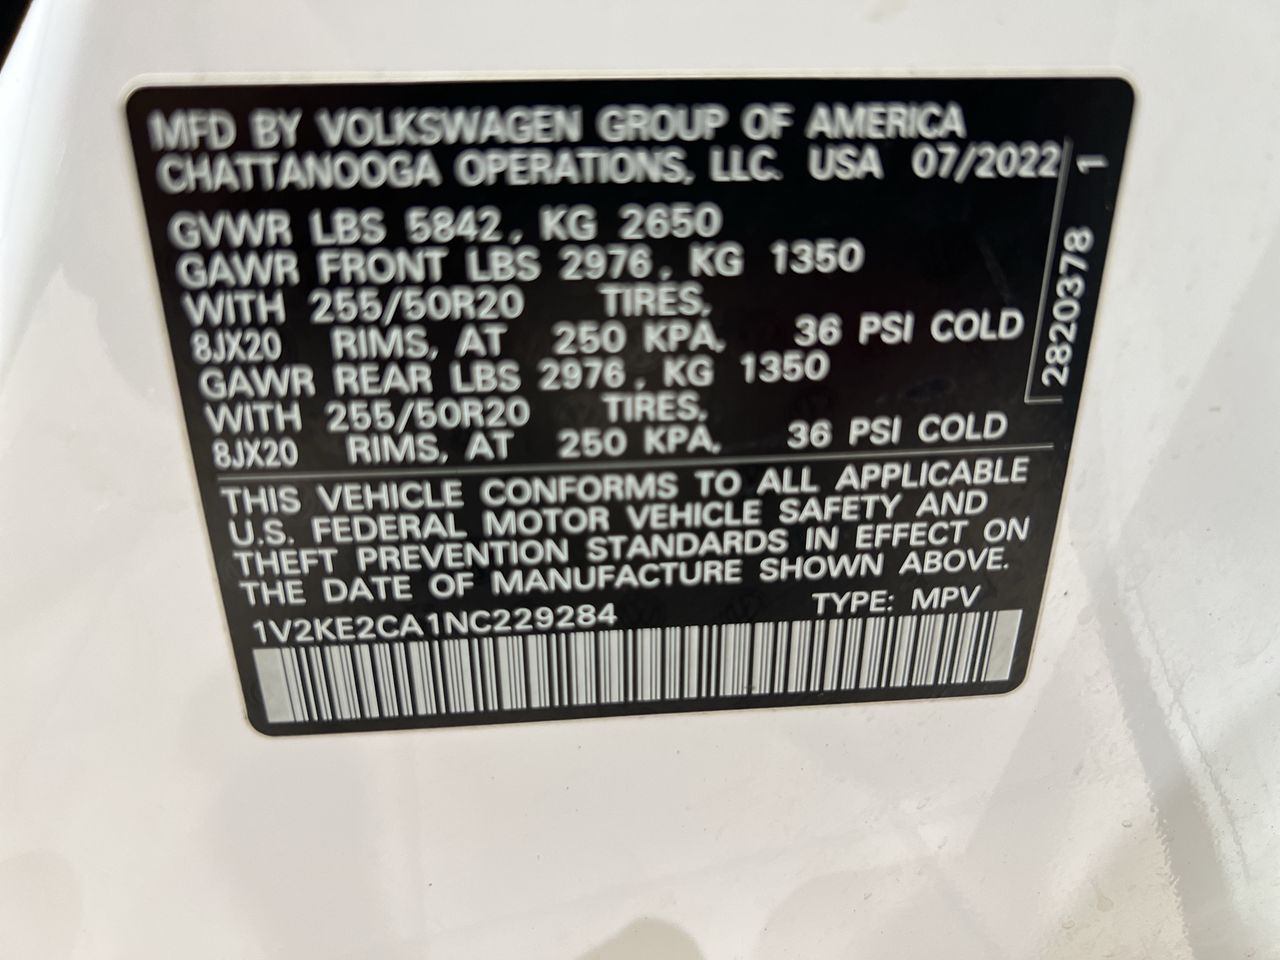 MFD BY VOLKSWAGEN GROUP OF AMERICA
CHATTANOOGA OPERATIONS, LLC. USA 07/2022
GVWR LBS 5842, KG 2650
GAWR FRONT LBS 2976, KG 1350
WITH 255/50R20 TIRES,
8JX20 RIMS, AT 250 KPA, 36 PSI COLD
GAWR REAR LBS 2976, KG 1350
WITH 255/50R20 TIRES,
8JX20 RIMS, AT 250 KPA, 36 PSI COLD
THIS VEHICLE CONFORMS TO ALL APPLICABLE
U.S. FEDERAL MOTOR VEHICLE SAFETY AND
THEFT PREVENTION STANDARDS IN EFFECT ON
THE DATE OF MANUFACTURE SHOWN ABOVE.
1V2KE2CA1NC229284 TYPE: MPV
2820378 1